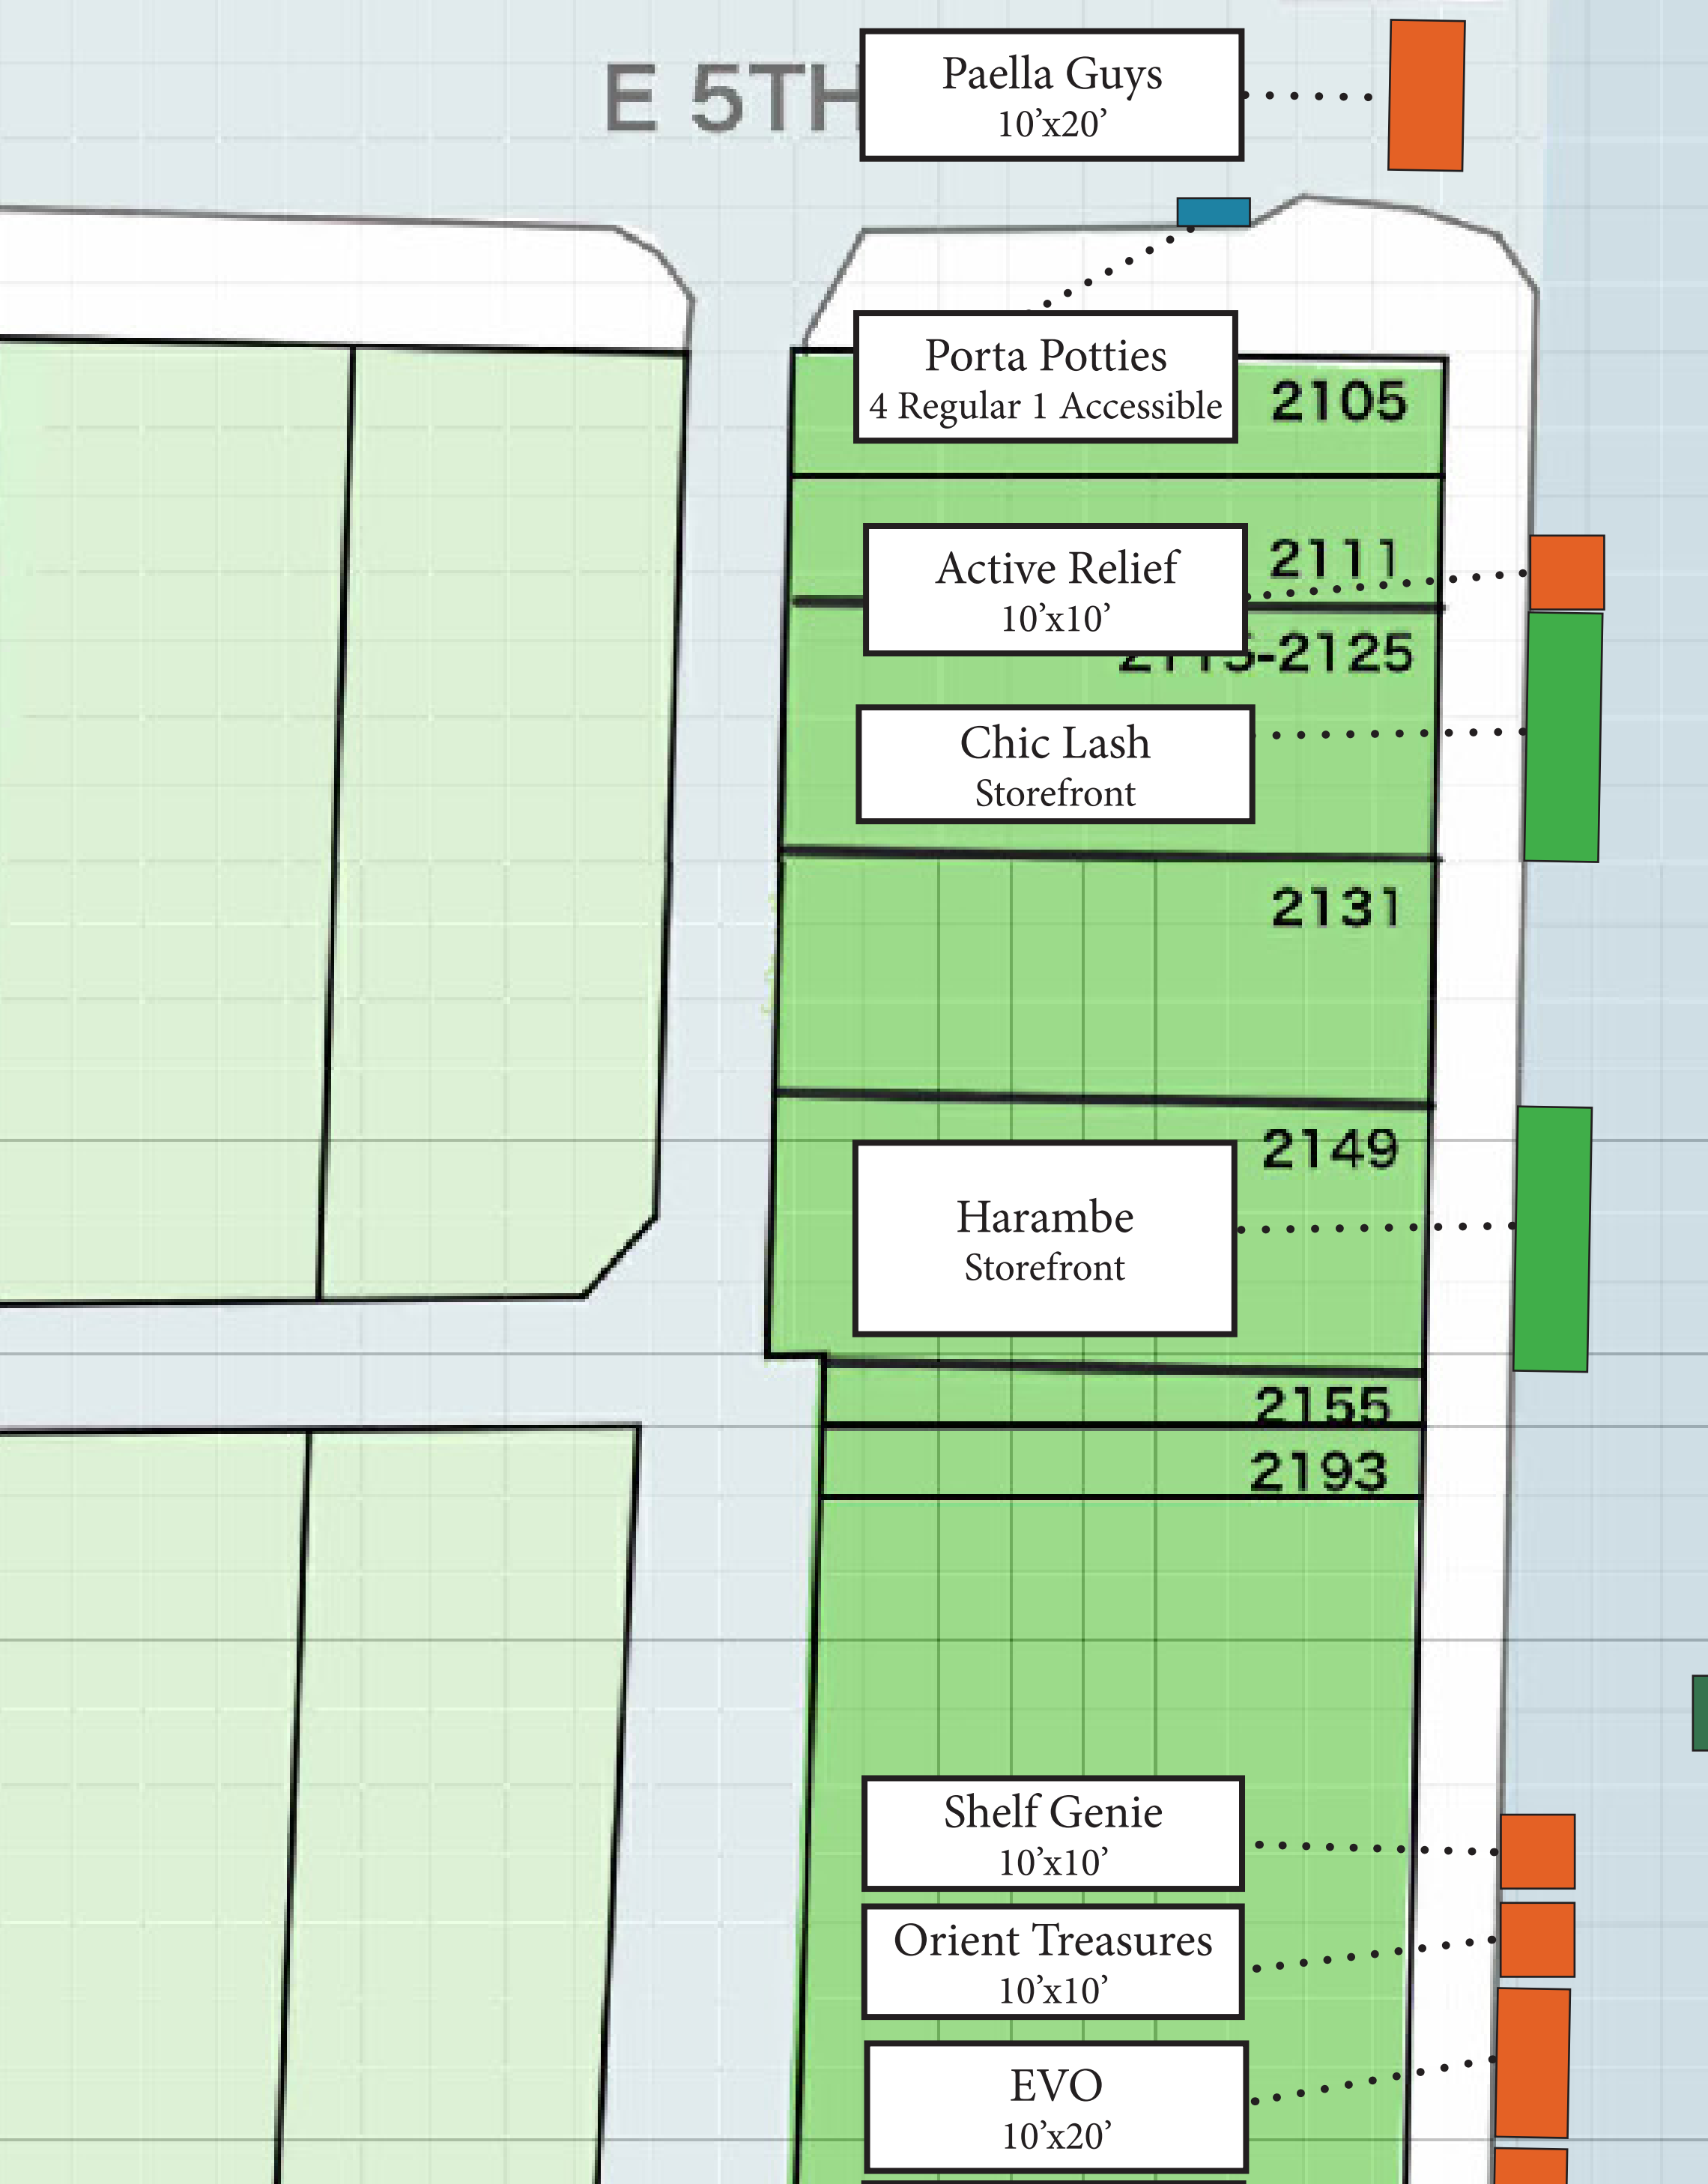 E 5TH
Paella Guys
10'x20'
Porta Potties
4 Regular 1 Accessible
2105
Active Relief
10'x10'
2111
2115-2125
Chic Lash
Storefront
2131
2149
Harambe
Storefront
2155
2193
Shelf Genie
10'x10'
Orient Treasures
10'x10'
EVO
10'x20'